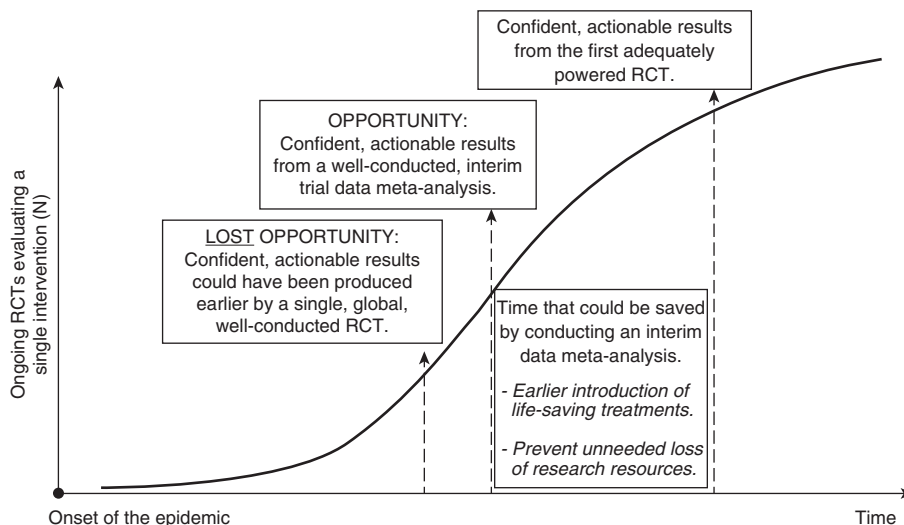 Confident, actionable results
from the first adequately
powered RCT.
OPPORTUNITY:
Confident, actionable results
from a well-conducted, interim
trial data meta-analysis.
LOST OPPORTUNITY:
Confident, actionable results
could have been produced
earlier by a single, global,
well-conducted RCT.
Time that could be saved
by conducting an interim
data meta-analysis.
- Earlier introduction of
life-saving treatments.
- Prevent unneeded loss
of research resources.
Ongoing RCTs evaluating a
single intervention (N)
Onset of the epidemic
Time